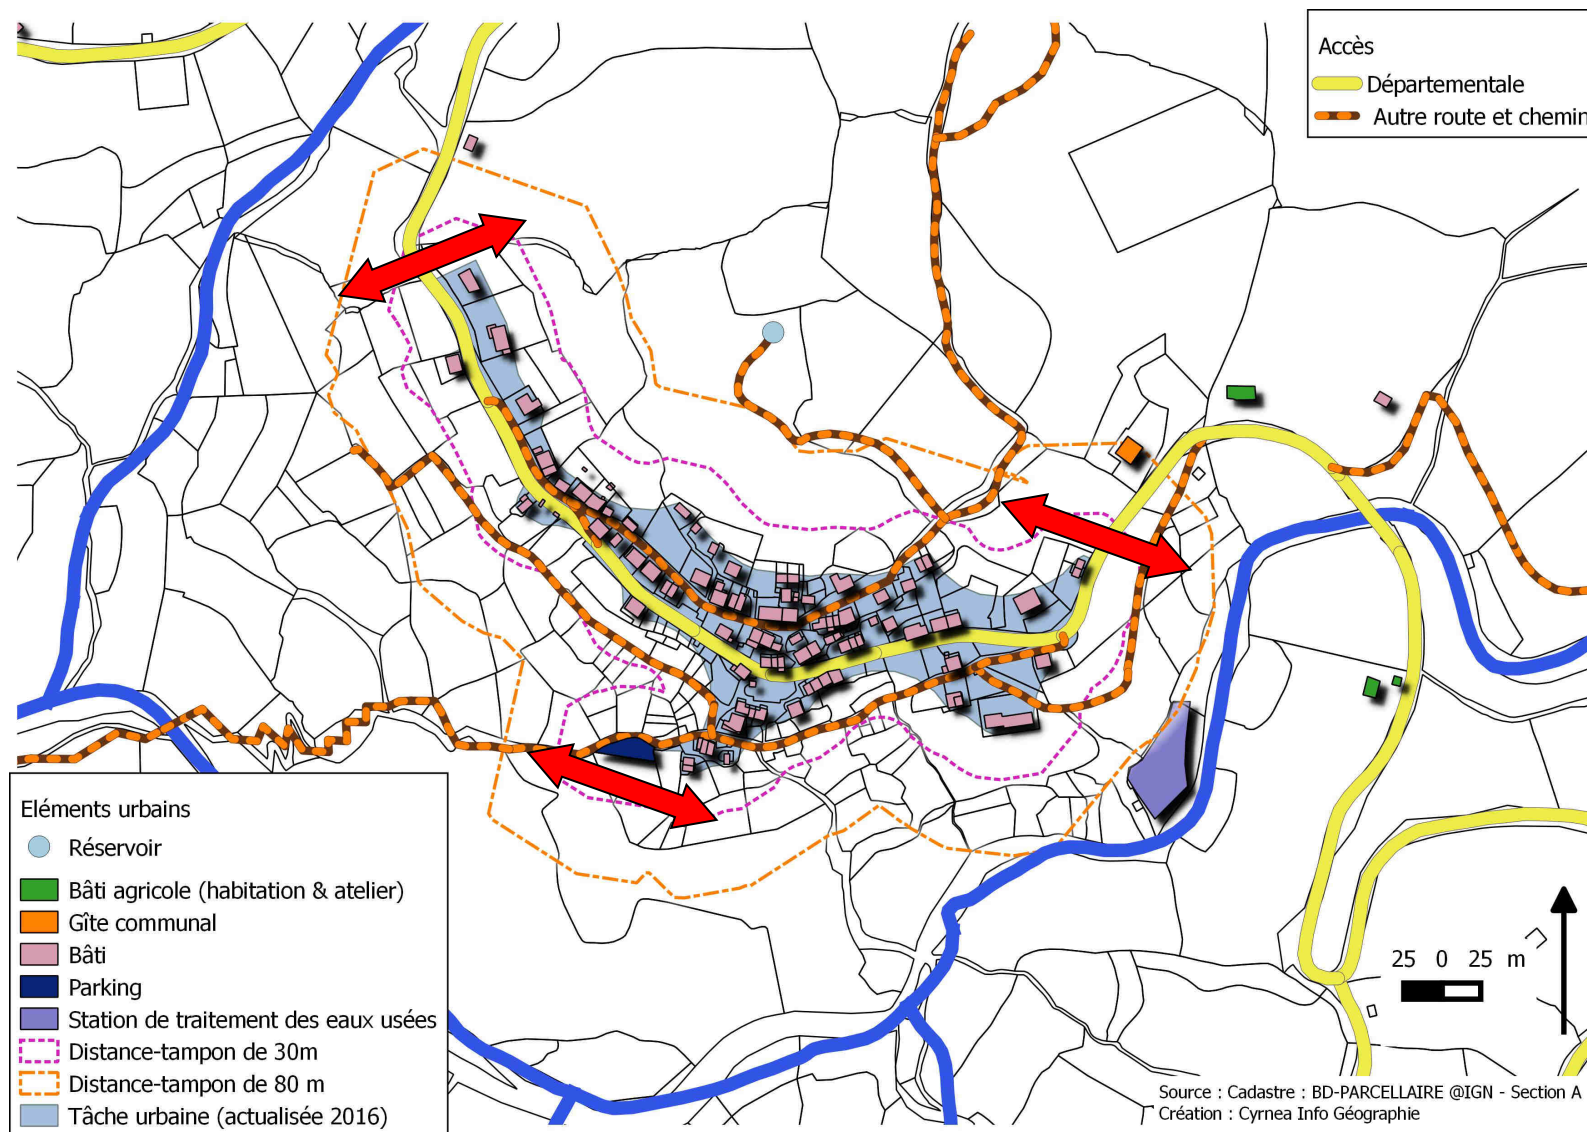 Accès
Départementale
Autre route et chemin
Eléments urbains
Réservoir
Bâti agricole (habitation & atelier)
Gîte communal
Bâti
Parking
Station de traitement des eaux usées
Distance-tampon de 30m
Distance-tampon de 80 m
Tâche urbaine (actualisée 2016)
25 0 25 m
Source : Cadastre : BD-PARCELLAIRE @IGN - Section A
Création : Cyrnea Info Géographie